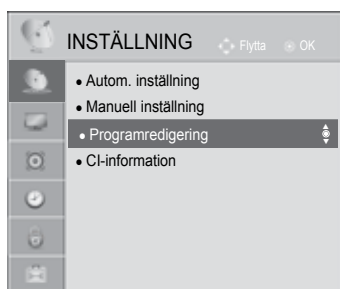 INSTÄLLNING Flytta OK
• Autom. inställning
• Manuell inställning
• Programredigering
• CI-information